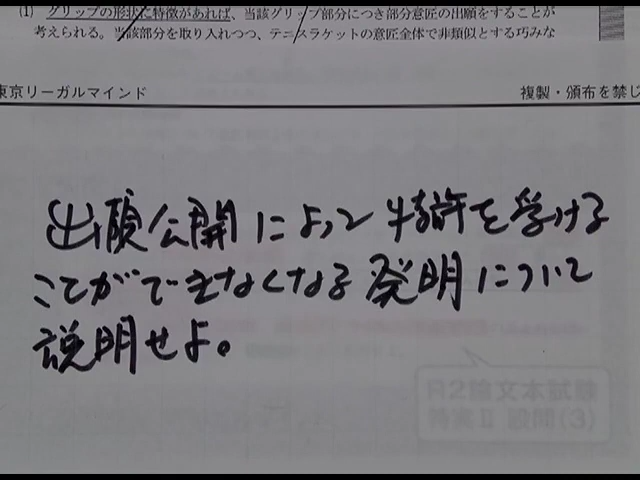 (1) グリップの形状に特徴があれば、当該グリップ部分につき部分意匠の出願をすることが
考えられる。当該部分を取り入れつつ、テニスラケットの意匠全体で非類似とする巧みな
東京リーガルマインド
複製・頒布を禁じ
出願公開によって特許を受ける
ことができなくなる発明について
説明せよ。
R2論文本試験
特実Ⅱ 設問(3)